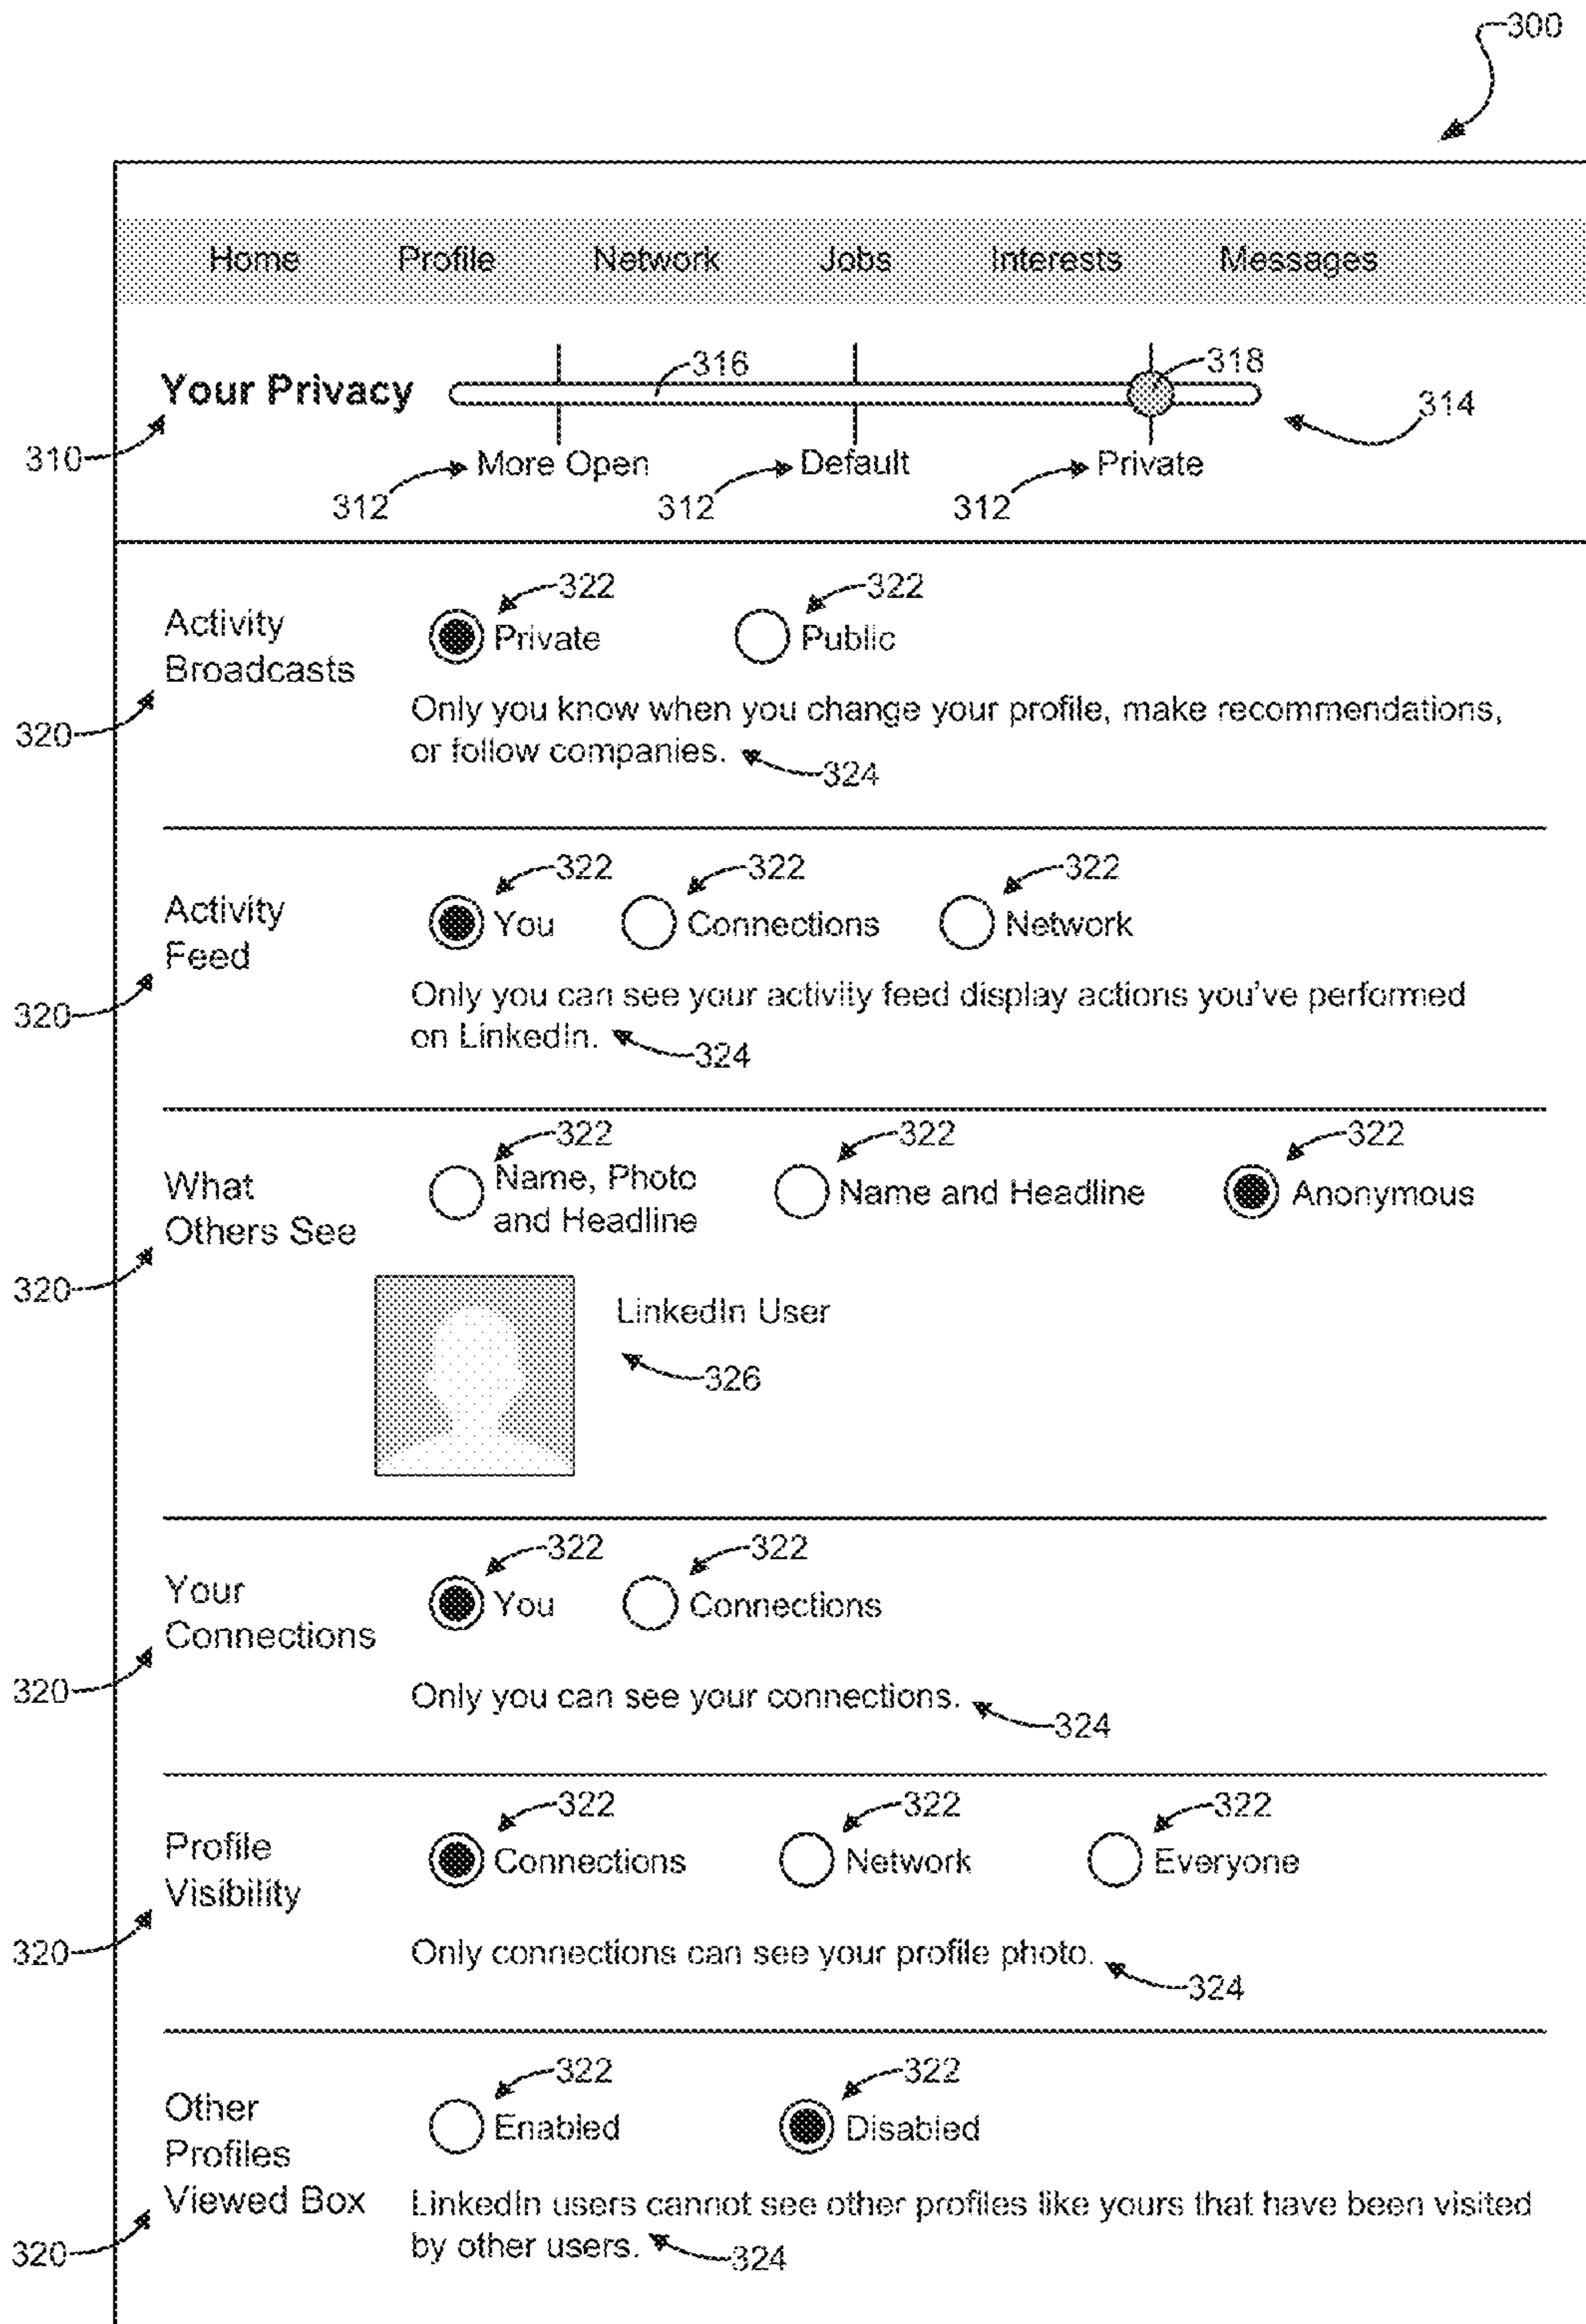 300
Home Profile Network Jobs Interests Messages
316 318
Your Privacy
314
310
More Open Default Private
312 312 312
322 322
Activity Private Public
Broadcasts
320
Only you know when you change your profile, make recommendations,
or follow companies.
324
322 322 322
Activity You Connections Network
Feed
320
Only you can see your activity feed display actions you've performed
on LinkedIn.
324
322 322 322
What Name, Photo Name and Headline Anonymous
Others See and Headline
320
LinkedIn User
326
322 322
Your You Connections
Connections
320
Only you can see your connections.
324
322 322 322
Profile Connections Network Everyone
Visibility
320
Only connections can see your profile photo.
324
322 322
Other Enabled Disabled
Profiles
Viewed Box
320
LinkedIn users cannot see other profiles like yours that have been visited
by other users.
324